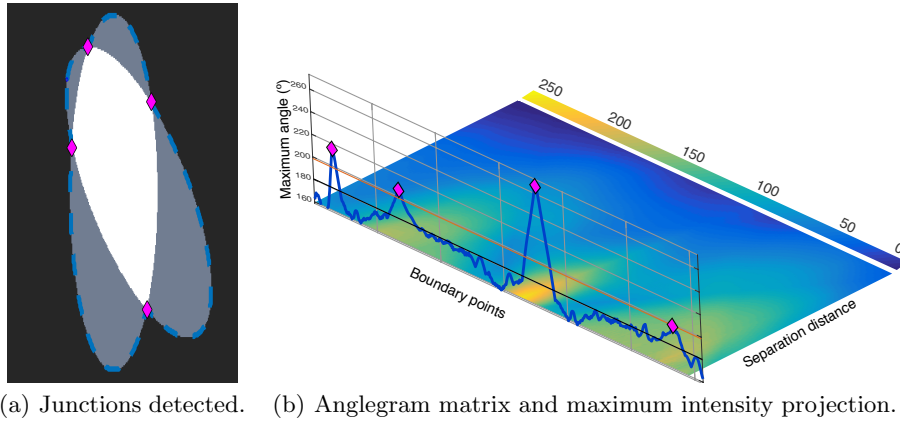 260
240
220
200
180
160
Maximum angle (º)
250
200
150
100
50
0
Boundary points
Separation distance
(a) Junctions detected.
(b) Anglegram matrix and maximum intensity projection.